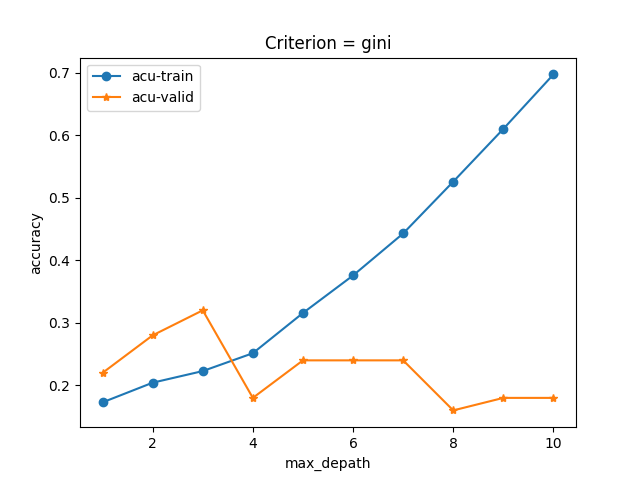 Criterion = gini
acu-train
acu-valid
0.7
0.6
0.5
0.4
0.3
0.2
accuracy
2 4 6 8 10
max_depath